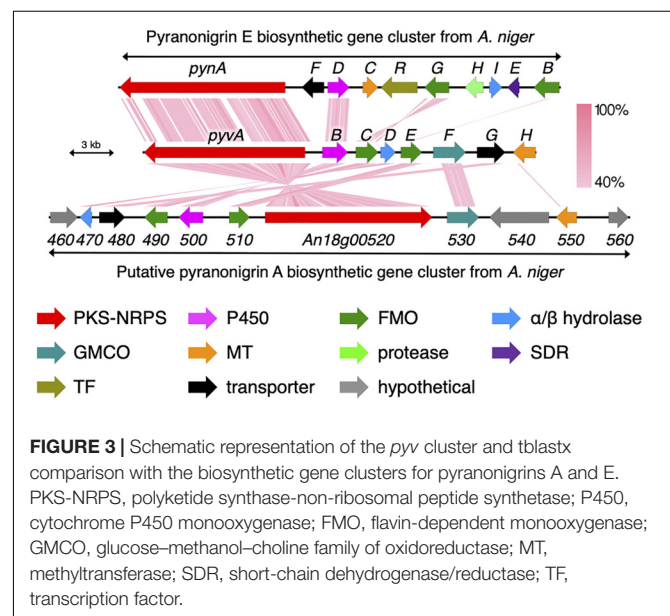 Pyranonigrin E biosynthetic gene cluster from A. niger
pynA F D C R G H I E B
100%
40%
3 kb
pyvA B C D E F G H
460 470 480 490 500 510 An18g00520 530 540 550 560
Putative pyranonigrin A biosynthetic gene cluster from A. niger
PKS-NRPS P450 FMO α/β hydrolase
GMCO MT protease SDR
TF transporter hypothetical
FIGURE 3 | Schematic representation of the pyv cluster and tblastx
comparison with the biosynthetic gene clusters for pyranonigrins A and E.
PKS-NRPS, polyketide synthase-non-ribosomal peptide synthetase; P450,
cytochrome P450 monooxygenase; FMO, flavin-dependent monooxygenase;
GMCO, glucose–methanol–choline family of oxidoreductase; MT,
methyltransferase; SDR, short-chain dehydrogenase/reductase; TF,
transcription factor.